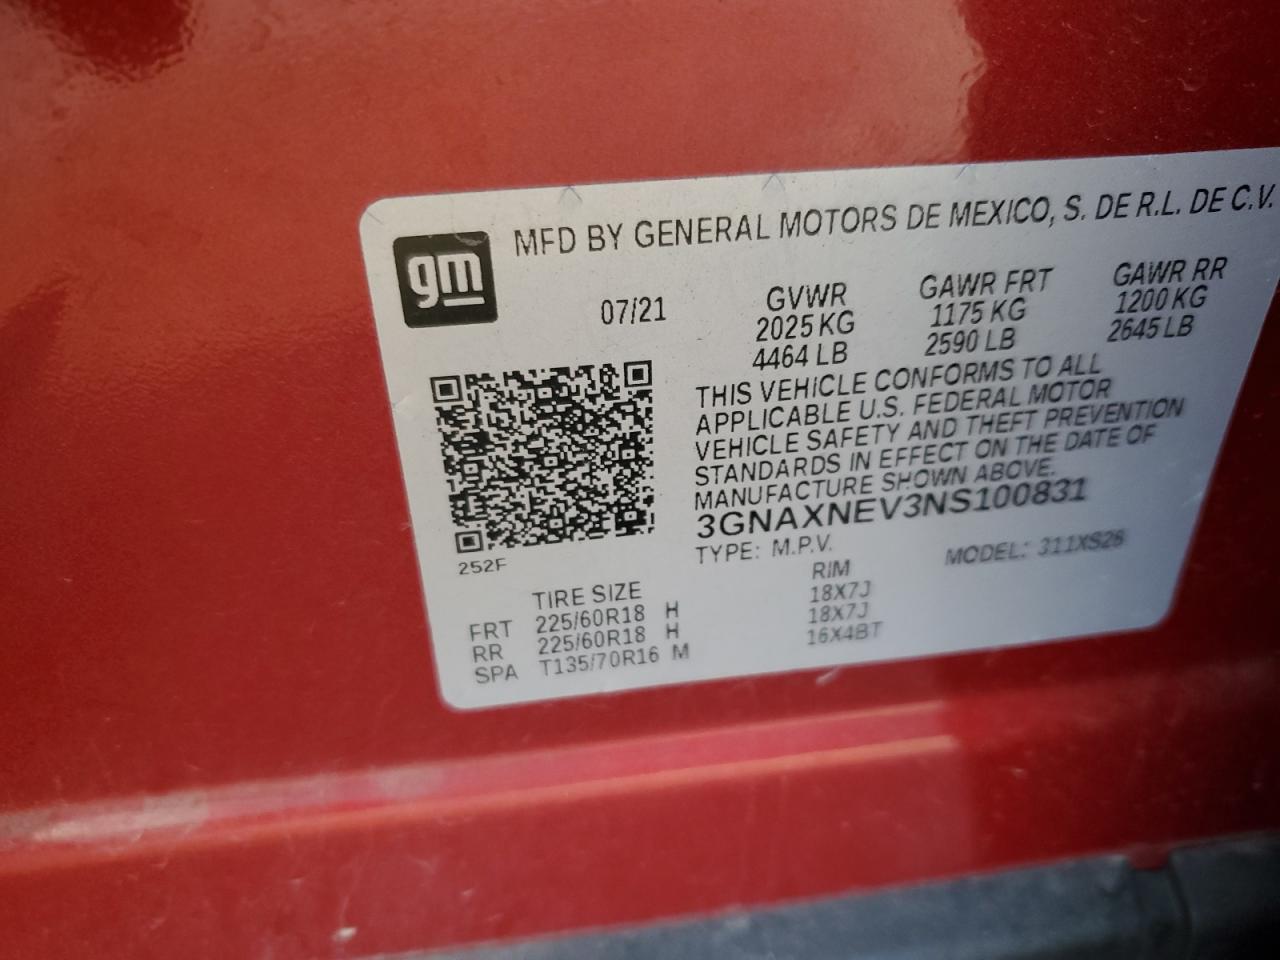 gm
MFD BY GENERAL MOTORS DE MEXICO, S. DE R.L. DE C.V.
07/21
GVWR GAWR FRT GAWR RR
2025 KG 1175 KG 1200 KG
4464 LB 2590 LB 2645 LB
THIS VEHICLE CONFORMS TO ALL
APPLICABLE U.S. FEDERAL MOTOR
VEHICLE SAFETY AND THEFT PREVENTION
STANDARDS IN EFFECT ON THE DATE OF
MANUFACTURE SHOWN ABOVE.
3GNAXNEV3NS100831
TYPE: M.P.V. MODEL: 311XS26
252F
TIRE SIZE RIM
FRT 225/60R18 H 18X7J
RR 225/60R18 H 18X7J
SPA T135/70R16 M 16X4BT